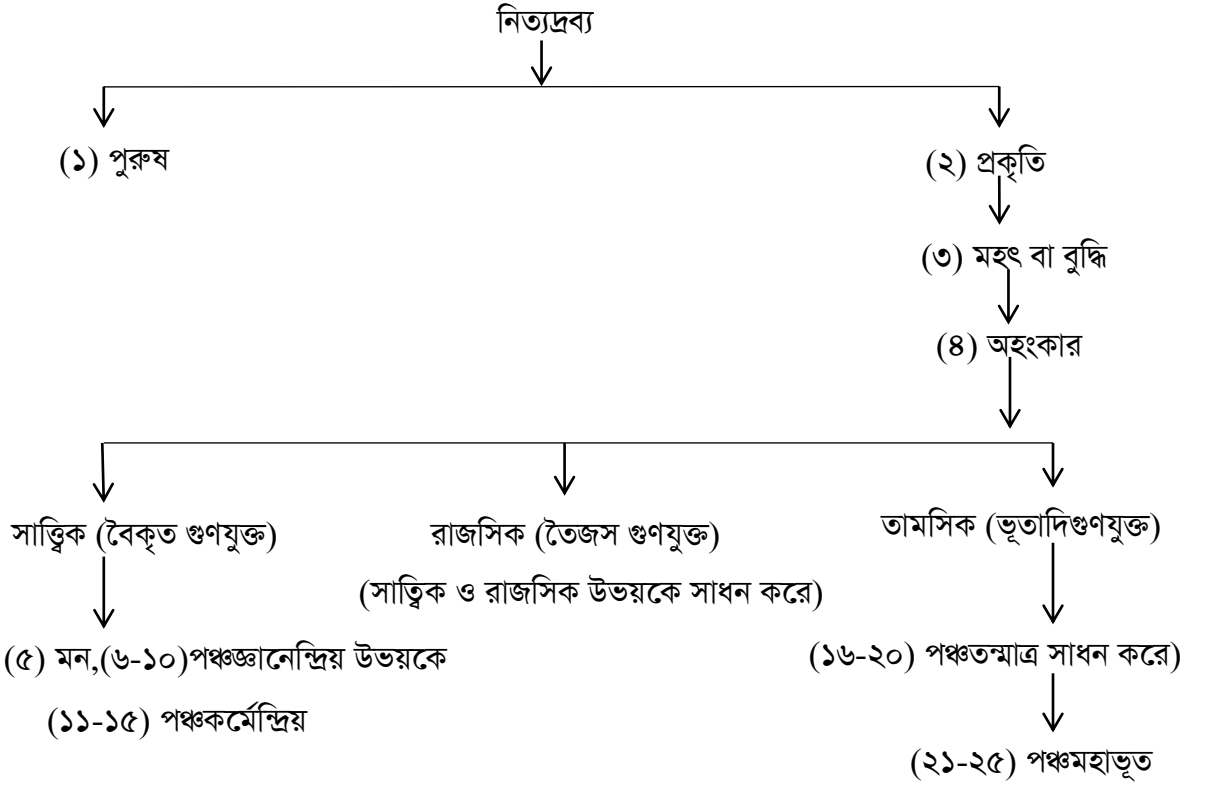 নিত্যদ্রব্য
(১) পুরুষ
(২) প্রকৃতি
(৩) মহৎ বা বুদ্ধি
(৪) অহংকার
সাত্ত্বিক (বৈকৃত গুণযুক্ত)
রাজসিক (তৈজস গুণযুক্ত)
তামসিক (ভূতাদিগুণযুক্ত)
(সাত্ত্বিক ও রাজসিক উভয়কে সাধন করে)
(৫) মন,(৬-১০)পঞ্চজ্ঞানেন্দ্রিয় উভয়কে
(১৬-২০) পঞ্চতন্মাত্র সাধন করে)
(১১-১৫) পঞ্চকর্মেন্দ্রিয়
(২১-২৫) পঞ্চমহাভূত